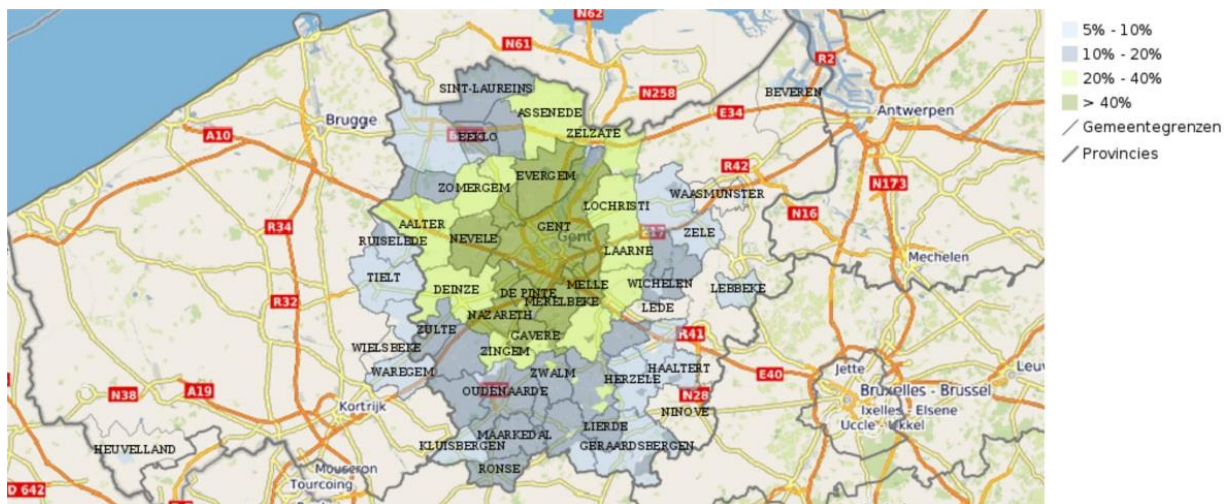 N62
5% - 10%
10% - 20%
20% - 40%
> 40%
Gemeentegrenzen
Provincies
N61
R2
SINT-LAUREINS
N258
BEVEREN
ASSENEDE
E34
Antwerpen
Brugge
A10
EEKLO
ZELZATE
R42
EVERGEM
ZOMERGEM
WAASMUNSTER
N173
LOCHRISTI
N16
R34
AALTER
GENT
Gent
NEVELE
E17
ZELE
RUISELEDE
LAARNE
Mechelen
TIELT
DEINZE
DE PINTE
MELLE
WICHELEN
LEBBEKE
R32
MERELBEKE
LEDE
NAZARETH
ZULTE
GAVERE
R41
WIELSBEKE
ZINGEM
WAREGEM
ZWALM
HERZELE
HAALTERT
E40
Jette
Leu
N38
A19
OUDENAARDE
N28
Bruxelles - Brussel
Kortrijk
NINOVE
Ixelles - Elsene
LIERDE
Uccle - Ukkel
HEUVELLAND
KLUISBERGEN
MAARKEDAL
GERAARDSBERGEN
Mouscron
RONSE
Tourcoing
D 642